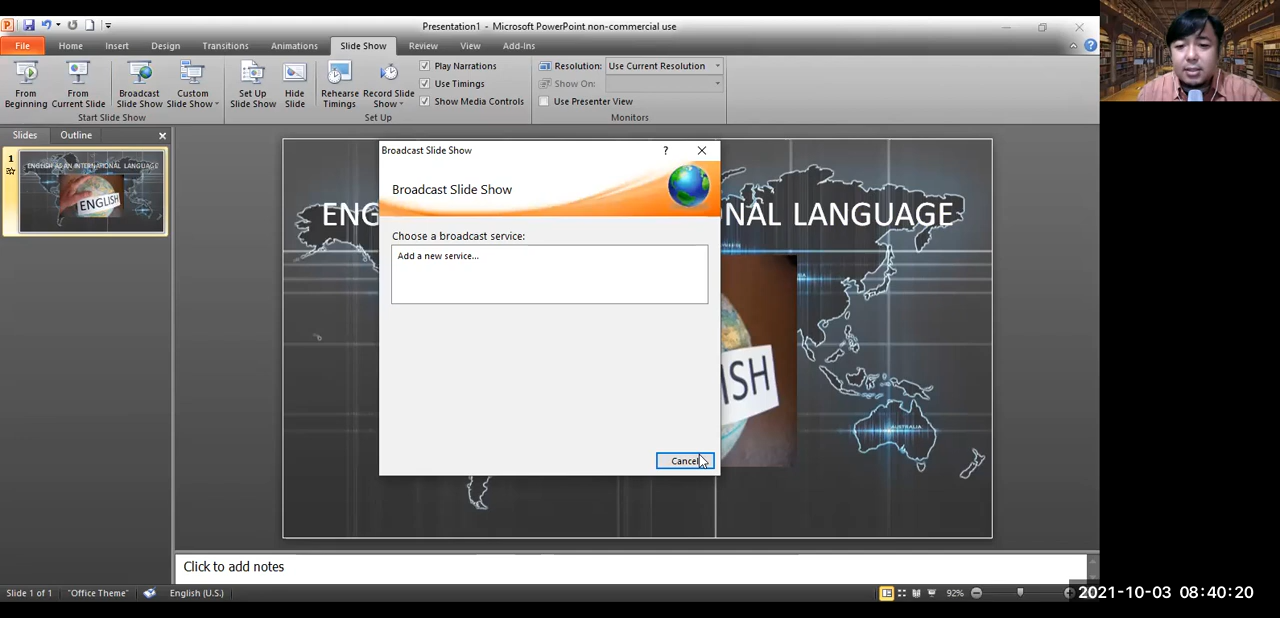 Presentation1 - Microsoft PowerPoint non-commercial use
File Home Insert Design Transitions Animations Slide Show Review View Add-Ins
From Beginning
From Current Slide
Broadcast Slide Show
Custom Slide Show
Set Up Slide Show
Hide Slide
Rehearse Timings
Record Slide Show
Play Narrations
Use Timings
Show Media Controls
Resolution: Use Current Resolution
Show On:
Use Presenter View
Start Slide Show
Set Up
Monitors
Slides Outline
1
ENGLISH AS AN INTERNATIONAL LANGUAGE
ENGLISH
Broadcast Slide Show
Broadcast Slide Show
Choose a broadcast service:
Add a new service...
Cancel
ENG
NAL LANGUAGE
ISH
AUSTRALIA
Click to add notes
Slide 1 of 1 "Office Theme" English (U.S.) 92%
2021-10-03 08:40:20